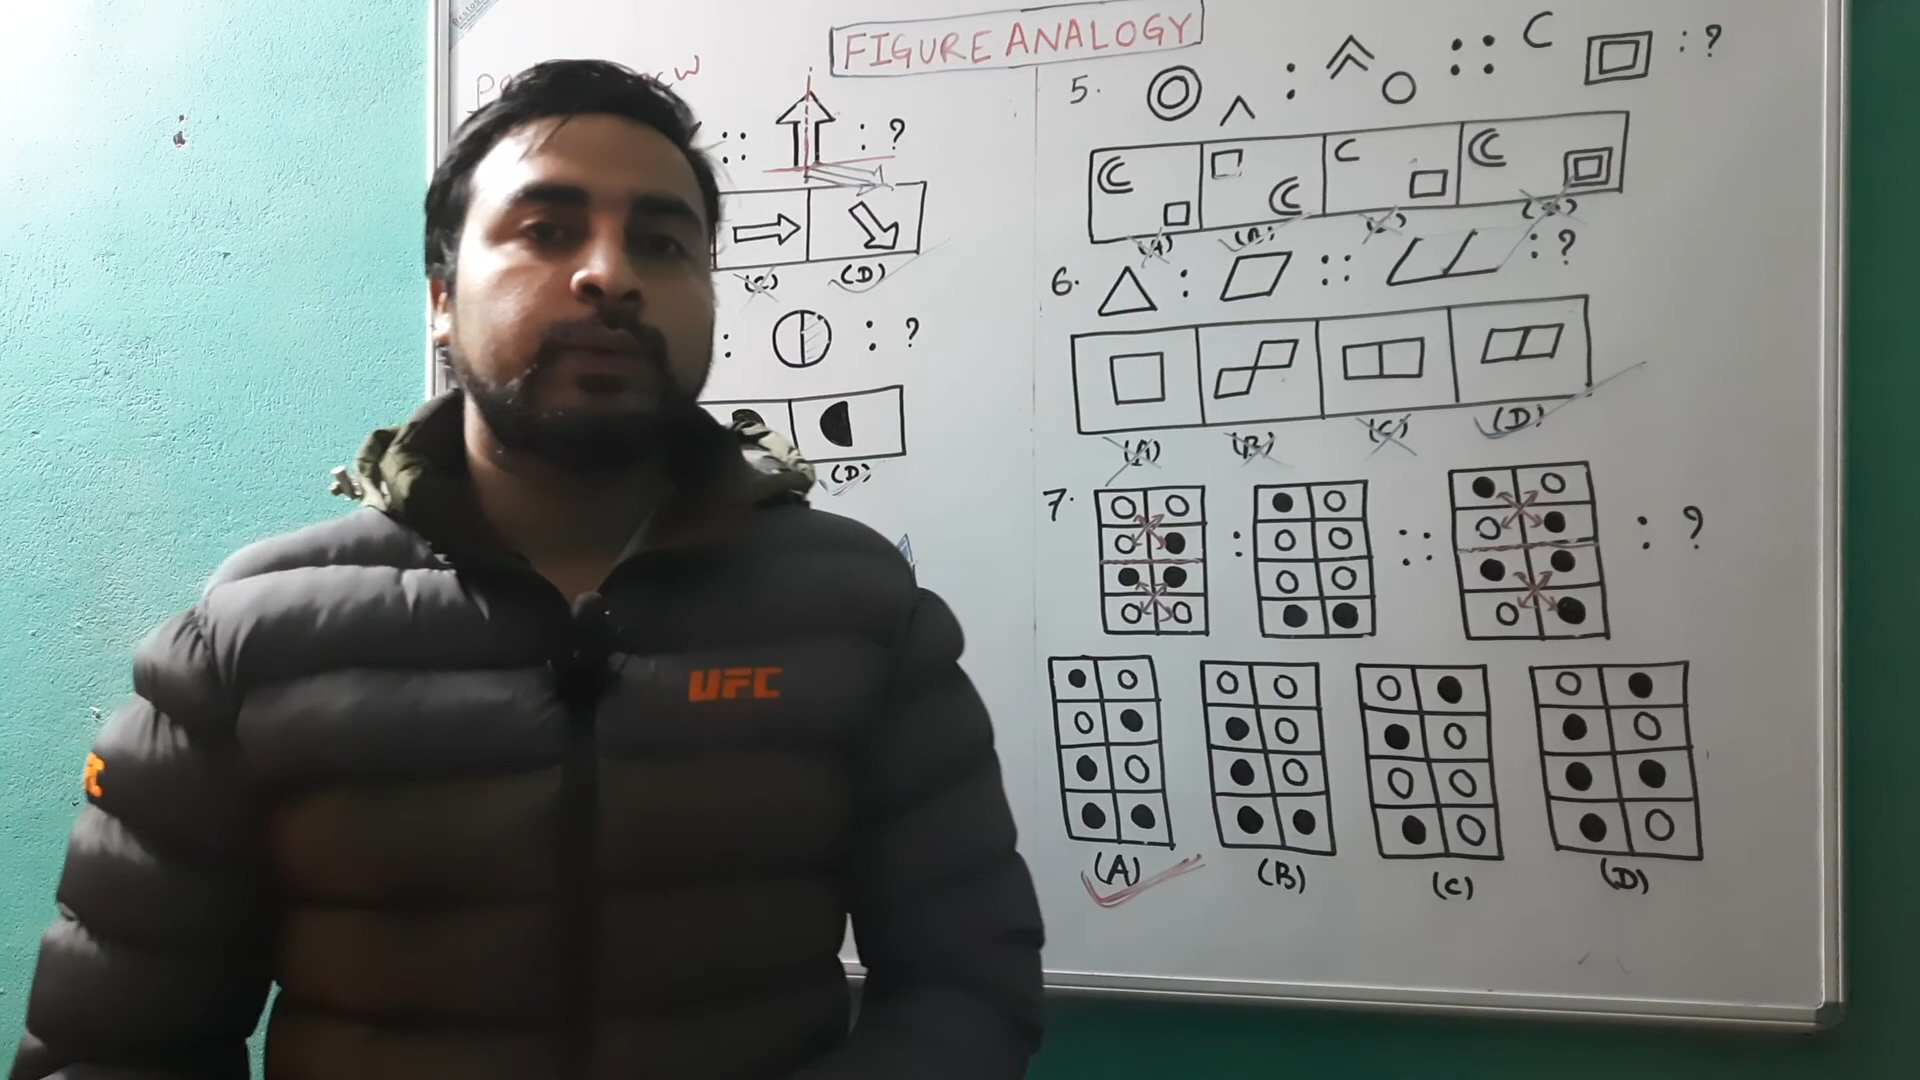 FIGURE ANALOGY
:: : ?
(C) (D)
: : ?
(D)
5. : :: : ?
(A) (B) (C) (D)
6. : :: : ?
(A) (B) (C) (D)
7. : :: : ?
(A) (B) (C) (D)
UFC